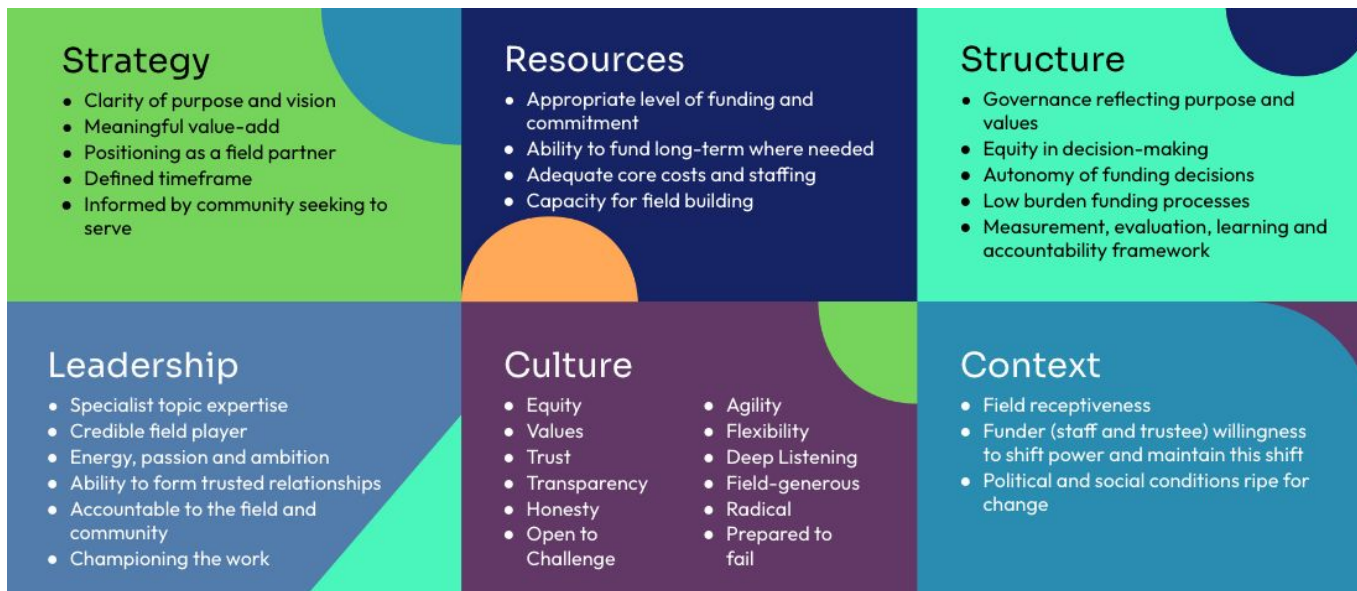 Strategy
• Clarity of purpose and vision
• Meaningful value-add
• Positioning as a field partner
• Defined timeframe
• Informed by community seeking to
serve
Resources
• Appropriate level of funding and
commitment
• Ability to fund long-term where needed
• Adequate core costs and staffing
• Capacity for field building
Structure
• Governance reflecting purpose and
values
• Equity in decision-making
• Autonomy of funding decisions
• Low burden funding processes
• Measurement, evaluation, learning and
accountability framework
Leadership
• Specialist topic expertise
• Credible field player
• Energy, passion and ambition
• Ability to form trusted relationships
• Accountable to the field and
community
• Championing the work
Culture
• Equity
• Values
• Trust
• Transparency
• Honesty
• Open to
Challenge
• Agility
• Flexibility
• Deep Listening
• Field-generous
• Radical
• Prepared to
fail
Context
• Field receptiveness
• Funder (staff and trustee) willingness
to shift power and maintain this shift
• Political and social conditions ripe for
change